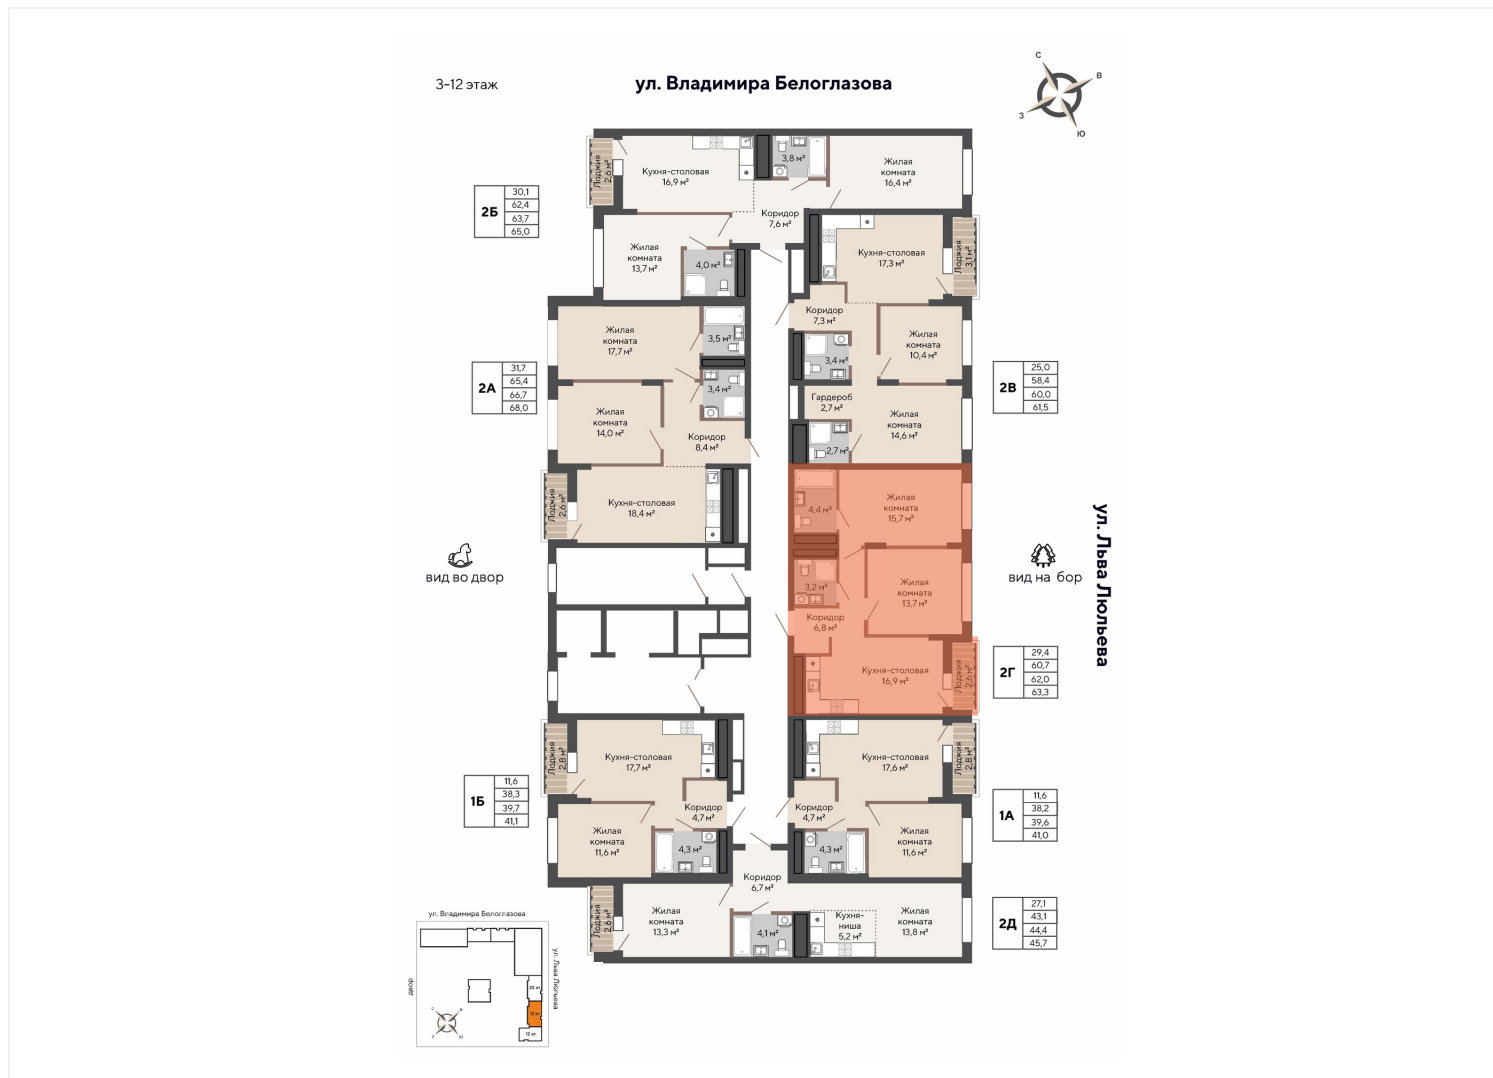 3-12 этаж
ул. Владимира Белоглазова
С
В
З
Ю
Лоджия
2,6 м²
Кухня-столовая
16,9 м²
3,8 м²
Жилая
комната
16,4 м²
Коридор
7,6 м²
2Б
30,1
62,4
63,7
65,0
Жилая
комната
13,7 м²
4,0 м²
Кухня-столовая
17,3 м²
Лоджия
3,1 м²
Коридор
7,3 м²
Жилая
комната
17,7 м²
3,5 м²
3,4 м²
Жилая
комната
10,4 м²
2А
31,7
65,4
66,7
68,0
3,4 м²
2В
25,0
58,4
60,0
61,5
Жилая
комната
14,0 м²
Коридор
8,4 м²
Гардероб
2,7 м²
2,7 м²
Жилая
комната
14,6 м²
Лоджия
2,6 м²
Кухня-столовая
18,4 м²
4,4 м²
Жилая
комната
15,7 м²
вид во двор
вид на бор
ул. Льва Люльева
3,2 м²
Жилая
комната
13,7 м²
Коридор
6,8 м²
Кухня-столовая
16,9 м²
Лоджия
2,6 м²
2Г
29,4
60,7
62,0
63,3
Лоджия
2,8 м²
Кухня-столовая
17,7 м²
Кухня-столовая
17,6 м²
Лоджия
2,8 м²
1Б
11,6
38,3
39,7
41,1
Коридор
4,7 м²
Коридор
4,7 м²
1А
11,6
38,2
39,6
41,0
Жилая
комната
11,6 м²
4,3 м²
4,3 м²
Жилая
комната
11,6 м²
Коридор
6,7 м²
Лоджия
2,6 м²
Жилая
комната
13,3 м²
4,1 м²
Кухня-
ниша
5,2 м²
Жилая
комната
13,8 м²
2Д
27,1
43,1
44,4
45,7
ул. Владимира Белоглазова
ул. Льва Люльева
двор
22 эт.
12 эт.
12 эт.
С
В
З
Ю